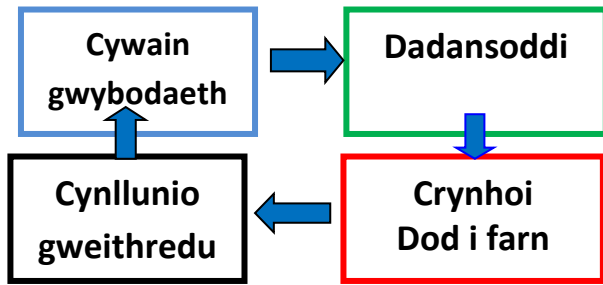 Cywain
gwybodaeth
Dadansoddi
Cynllunio
gweithredu
Crynhoi
Dod i farn